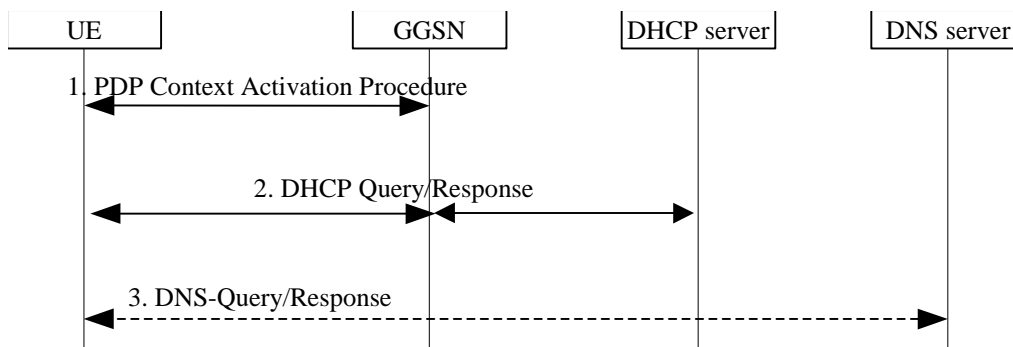 UE GGSN DHCP server DNS server
1. PDP Context Activation Procedure
2. DHCP Query/Response
3. DNS-Query/Response